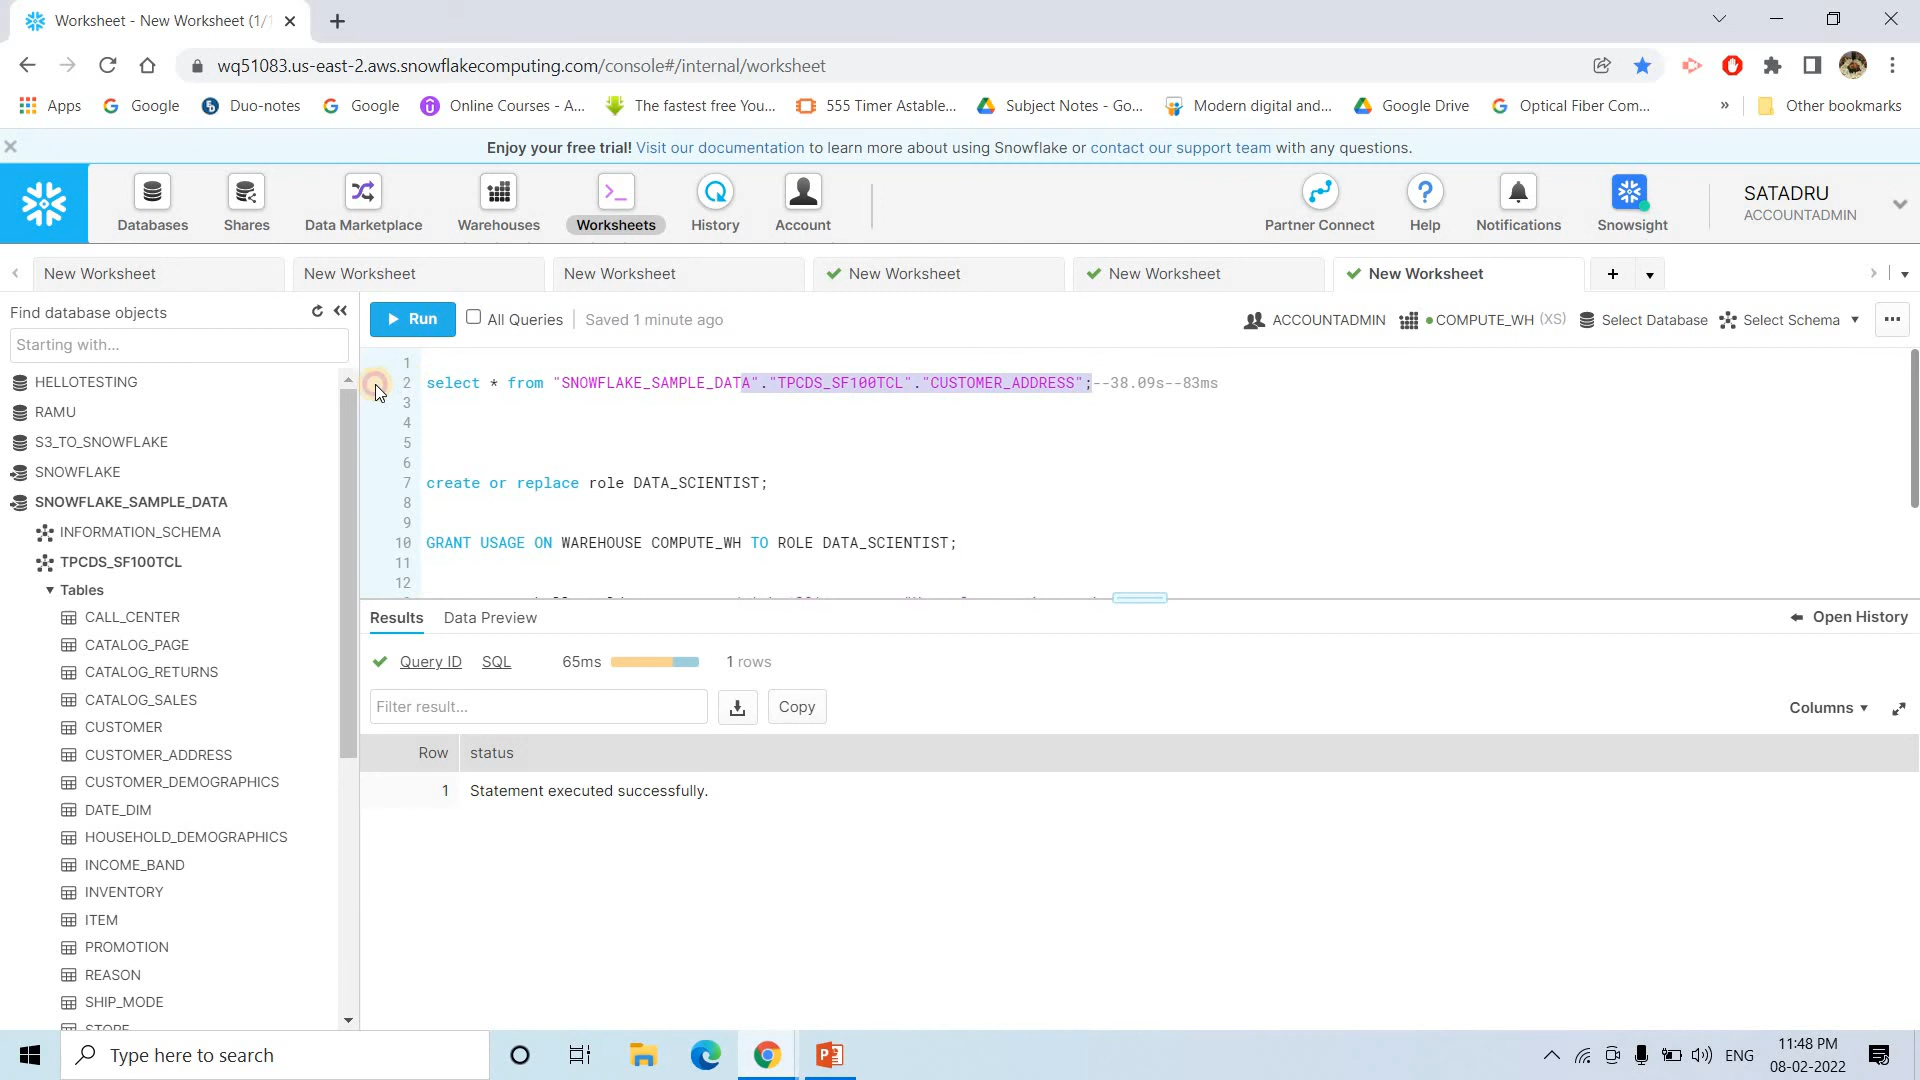 Worksheet - New Worksheet (1/1
wq51083.us-east-2.aws.snowflakecomputing.com/console#/internal/worksheet
Apps Google Duo-notes Google Online Courses - A... The fastest free You... 555 Timer Astable... Subject Notes - Go... Modern digital and... Google Drive Optical Fiber Com... » Other bookmarks
Enjoy your free trial! Visit our documentation to learn more about using Snowflake or contact our support team with any questions.
Databases Shares Data Marketplace Warehouses Worksheets History Account Partner Connect Help Notifications Snowsight
SATADRU
ACCOUNTADMIN
New Worksheet New Worksheet New Worksheet New Worksheet New Worksheet New Worksheet
Find database objects
Starting with...
HELLOTESTING
RAMU
S3_TO_SNOWFLAKE
SNOWFLAKE
SNOWFLAKE_SAMPLE_DATA
INFORMATION_SCHEMA
TPCDS_SF100TCL
Tables
CALL_CENTER
CATALOG_PAGE
CATALOG_RETURNS
CATALOG_SALES
CUSTOMER
CUSTOMER_ADDRESS
CUSTOMER_DEMOGRAPHICS
DATE_DIM
HOUSEHOLD_DEMOGRAPHICS
INCOME_BAND
INVENTORY
ITEM
PROMOTION
REASON
SHIP_MODE
STORE
Run All Queries Saved 1 minute ago ACCOUNTADMIN COMPUTE_WH (XS) Select Database Select Schema
1
2 select * from "SNOWFLAKE_SAMPLE_DATA"."TPCDS_SF100TCL"."CUSTOMER_ADDRESS";--38.09s--83ms
3
4
5
6
7 create or replace role DATA_SCIENTIST;
8
9
10 GRANT USAGE ON WAREHOUSE COMPUTE_WH TO ROLE DATA_SCIENTIST;
11
12
Results Data Preview Open History
Query ID SQL 65ms 1 rows
Filter result... Copy Columns
Row status
1 Statement executed successfully.
Type here to search
ENG
11:48 PM
08-02-2022